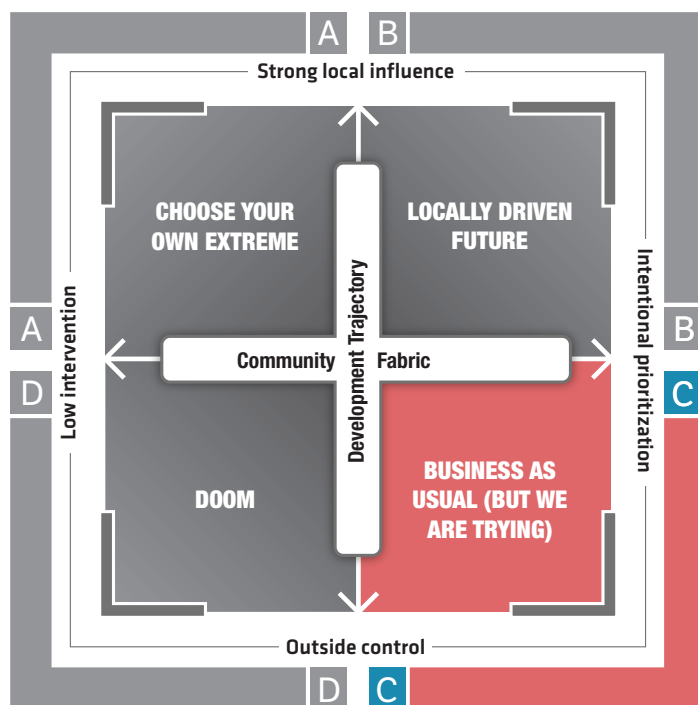 A B
Strong local influence
CHOOSE YOUR
OWN EXTREME
LOCALLY DRIVEN
FUTURE
Development Trajectory
Community Fabric
Low intervention
Intentional prioritization
A
B
D
C
DOOM
BUSINESS AS
USUAL (BUT WE
ARE TRYING)
Outside control
D C